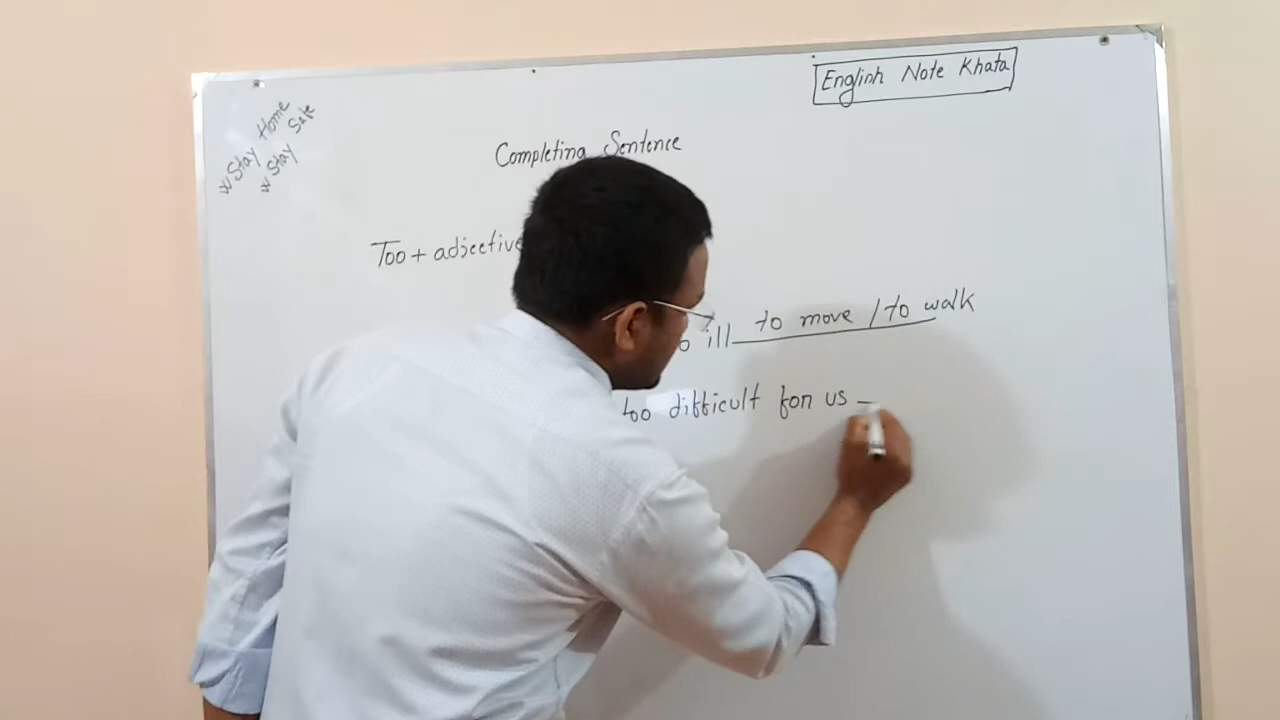 English Note Khata
Stay Home
Stay Safe
Completing Sentence
Too + adjective
ill to move / to walk
too difficult for us